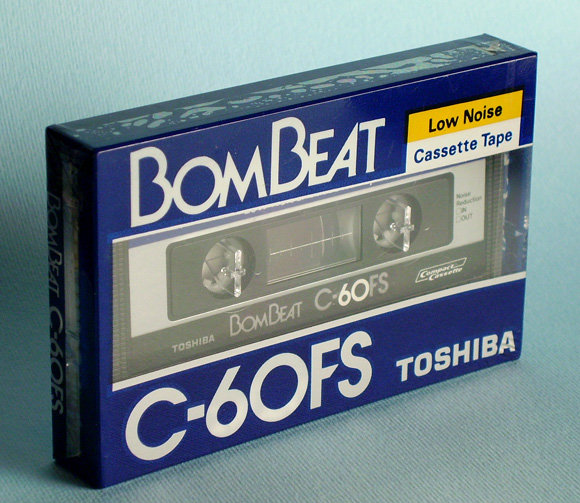 BOMBEAT
Low Noise
Cassette Tape
Noise
Reduction
IN
OUT
Compact
Cassette
BOMBEAT C-60FS
TOSHIBA
C-60FS
TOSHIBA
BOMBEAT C-60FS